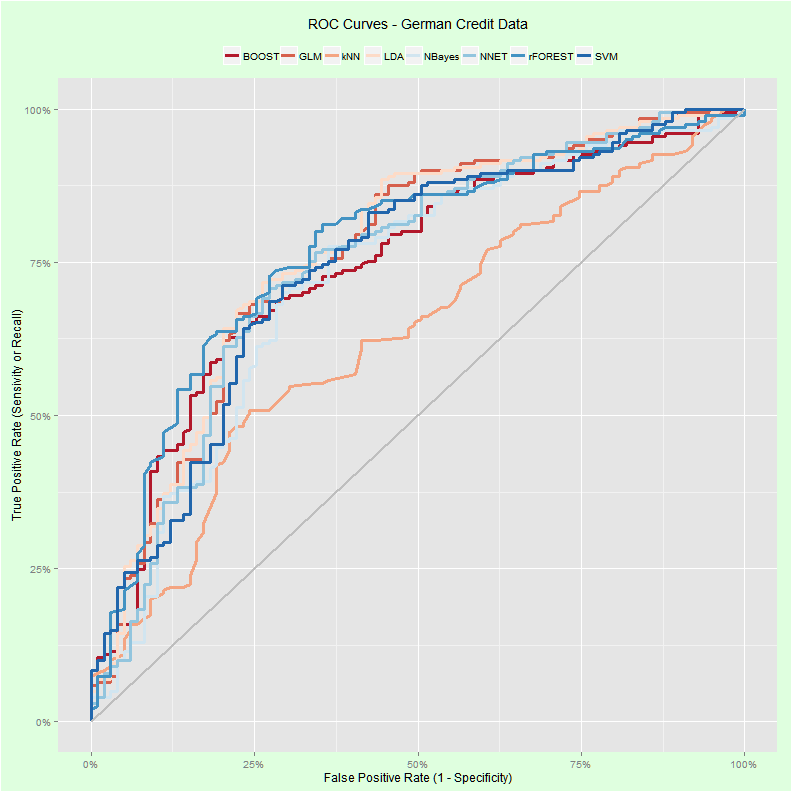 ROC Curves - German Credit Data
BOOST GLM kNN LDA NBayes NNET rFOREST SVM
True Positive Rate (Sensivity or Recall)
100%
75%
50%
25%
0%
0% 25% 50% 75% 100%
False Positive Rate (1 - Specificity)